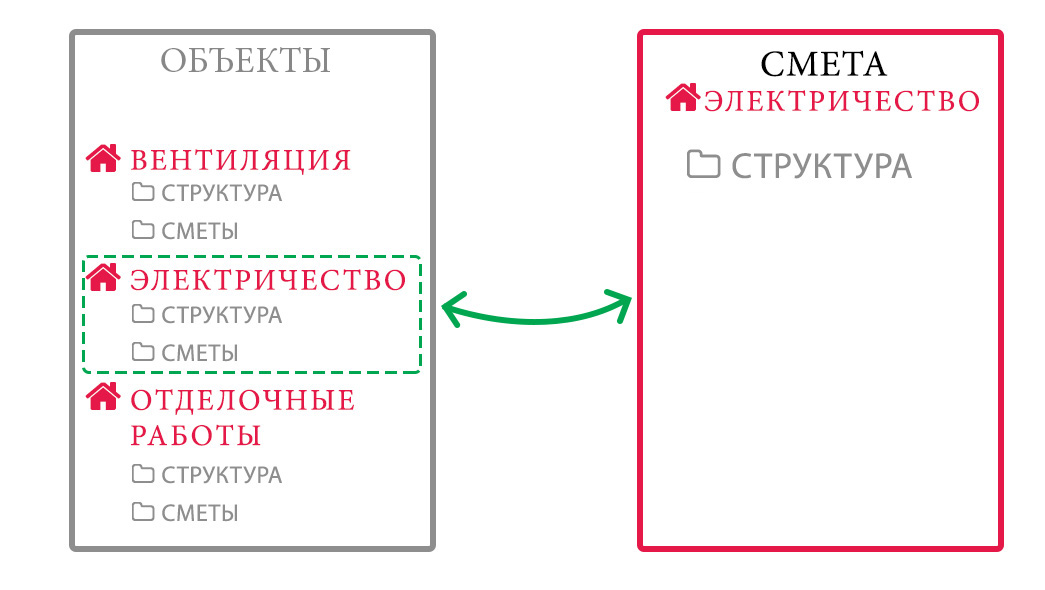 ОБЪЕКТЫ
ВЕНТИЛЯЦИЯ
СТРУКТУРА
СМЕТЫ
ЭЛЕКТРИЧЕСТВО
СТРУКТУРА
СМЕТЫ
ОТДЕЛОЧНЫЕ
РАБОТЫ
СТРУКТУРА
СМЕТЫ
СМЕТА
ЭЛЕКТРИЧЕСТВО
СТРУКТУРА